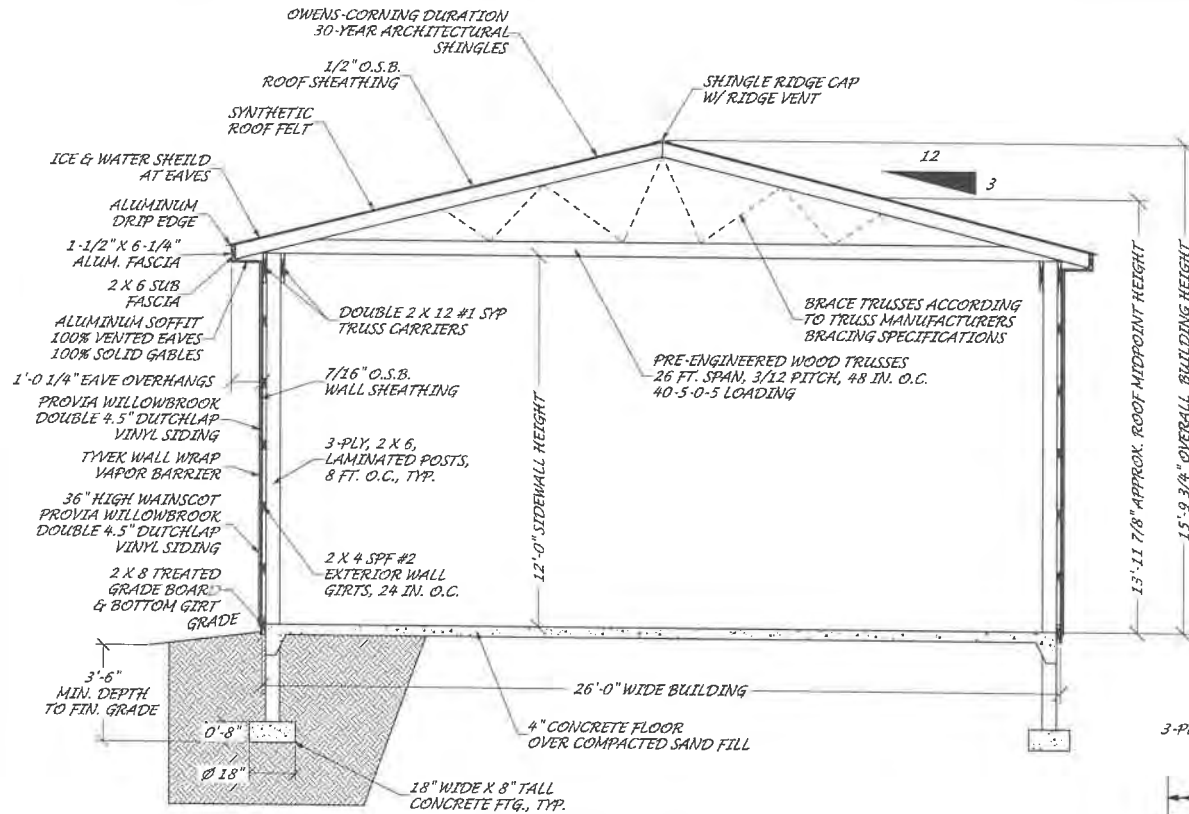 OWENS-CORNING DURATION
30-YEAR ARCHITECTURAL
SHINGLES
1/2" O.S.B.
ROOF SHEATHING
SYNTHETIC
ROOF FELT
ICE & WATER SHEILD
AT EAVES
ALUMINUM
DRIP EDGE
1-1/2" X 6-1/4"
ALUM. FASCIA
2 X 6 SUB
FASCIA
ALUMINUM SOFFIT
100% VENTED EAVES
100% SOLID GABLES
1'-0 1/4" EAVE OVERHANGS
PROVIA WILLOWBROOK
DOUBLE 4.5" DUTCHLAP
VINYL SIDING
TYVEK WALL WRAP
VAPOR BARRIER
36" HIGH WAINSCOT
PROVIA WILLOWBROOK
DOUBLE 4.5" DUTCHLAP
VINYL SIDING
2 X 8 TREATED
GRADE BOARD
& BOTTOM GIRT
GRADE
3'-6"
MIN. DEPTH
TO FIN. GRADE
0'-8"
Ø 18"
SHINGLE RIDGE CAP
W/ RIDGE VENT
12
3
DOUBLE 2 X 12 #1 SYP
TRUSS CARRIERS
7/16" O.S.B.
WALL SHEATHING
3-PLY, 2 X 6,
LAMINATED POSTS,
8 FT. O.C., TYP.
2 X 4 SPF #2
EXTERIOR WALL
GIRTS, 24 IN. O.C.
12'-0" SIDEWALL HEIGHT
BRACE TRUSSES ACCORDING
TO TRUSS MANUFACTURERS
BRACING SPECIFICATIONS
PRE-ENGINEERED WOOD TRUSSES
26 FT. SPAN, 3/12 PITCH, 48 IN. O.C.
40-5-0-5 LOADING
13'-11 7/8" APPROX. ROOF MIDPOINT HEIGHT
15'-9 3/4" OVERALL BUILDING HEIGHT
26'-0" WIDE BUILDING
4" CONCRETE FLOOR
OVER COMPACTED SAND FILL
18" WIDE X 8" TALL
CONCRETE FTG., TYP.